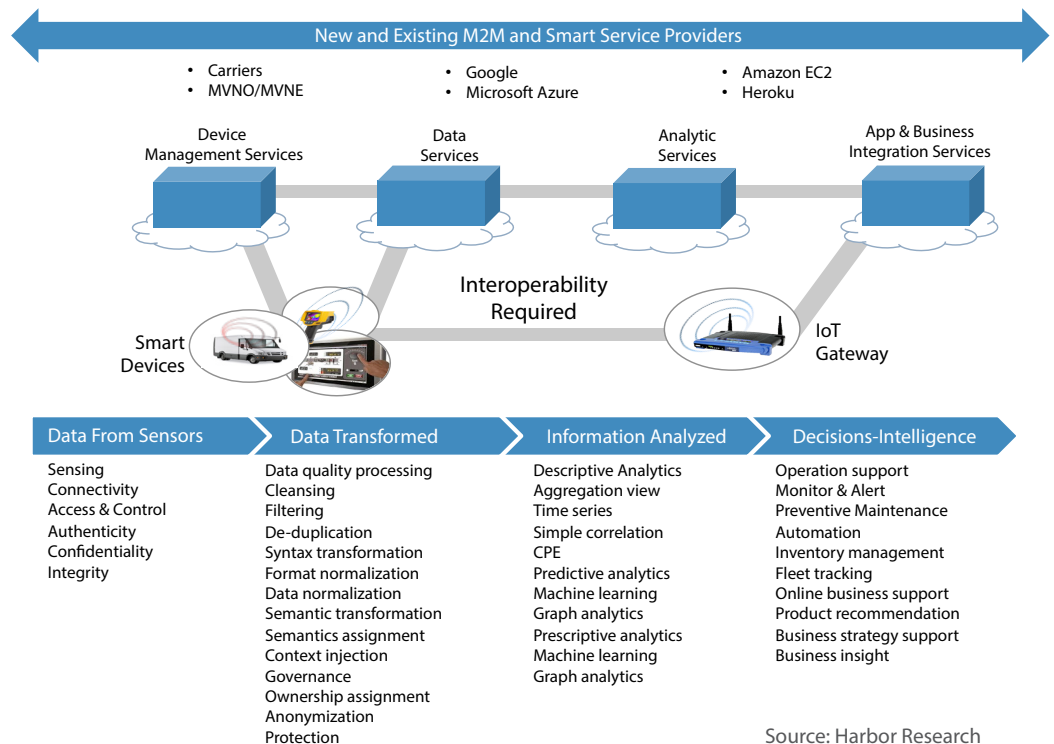 New and Existing M2M and Smart Service Providers
• Carriers
• MVNO/MVNE
• Google
• Microsoft Azure
• Amazon EC2
• Heroku
Device
Management Services
Data
Services
Analytic
Services
App & Business
Integration Services
Interoperability
Required
Smart
Devices
IoT
Gateway
Data From Sensors
Sensing
Connectivity
Access & Control
Authenticity
Confidentiality
Integrity
Data Transformed
Data quality processing
Cleansing
Filtering
De-duplication
Syntax transformation
Format normalization
Data normalization
Semantic transformation
Semantics assignment
Context injection
Governance
Ownership assignment
Anonymization
Protection
Information Analyzed
Descriptive Analytics
Aggregation view
Time series
Simple correlation
CPE
Predictive analytics
Machine learning
Graph analytics
Prescriptive analytics
Machine learning
Graph analytics
Decisions-Intelligence
Operation support
Monitor & Alert
Preventive Maintenance
Automation
Inventory management
Fleet tracking
Online business support
Product recommendation
Business strategy support
Business insight
Source: Harbor Research